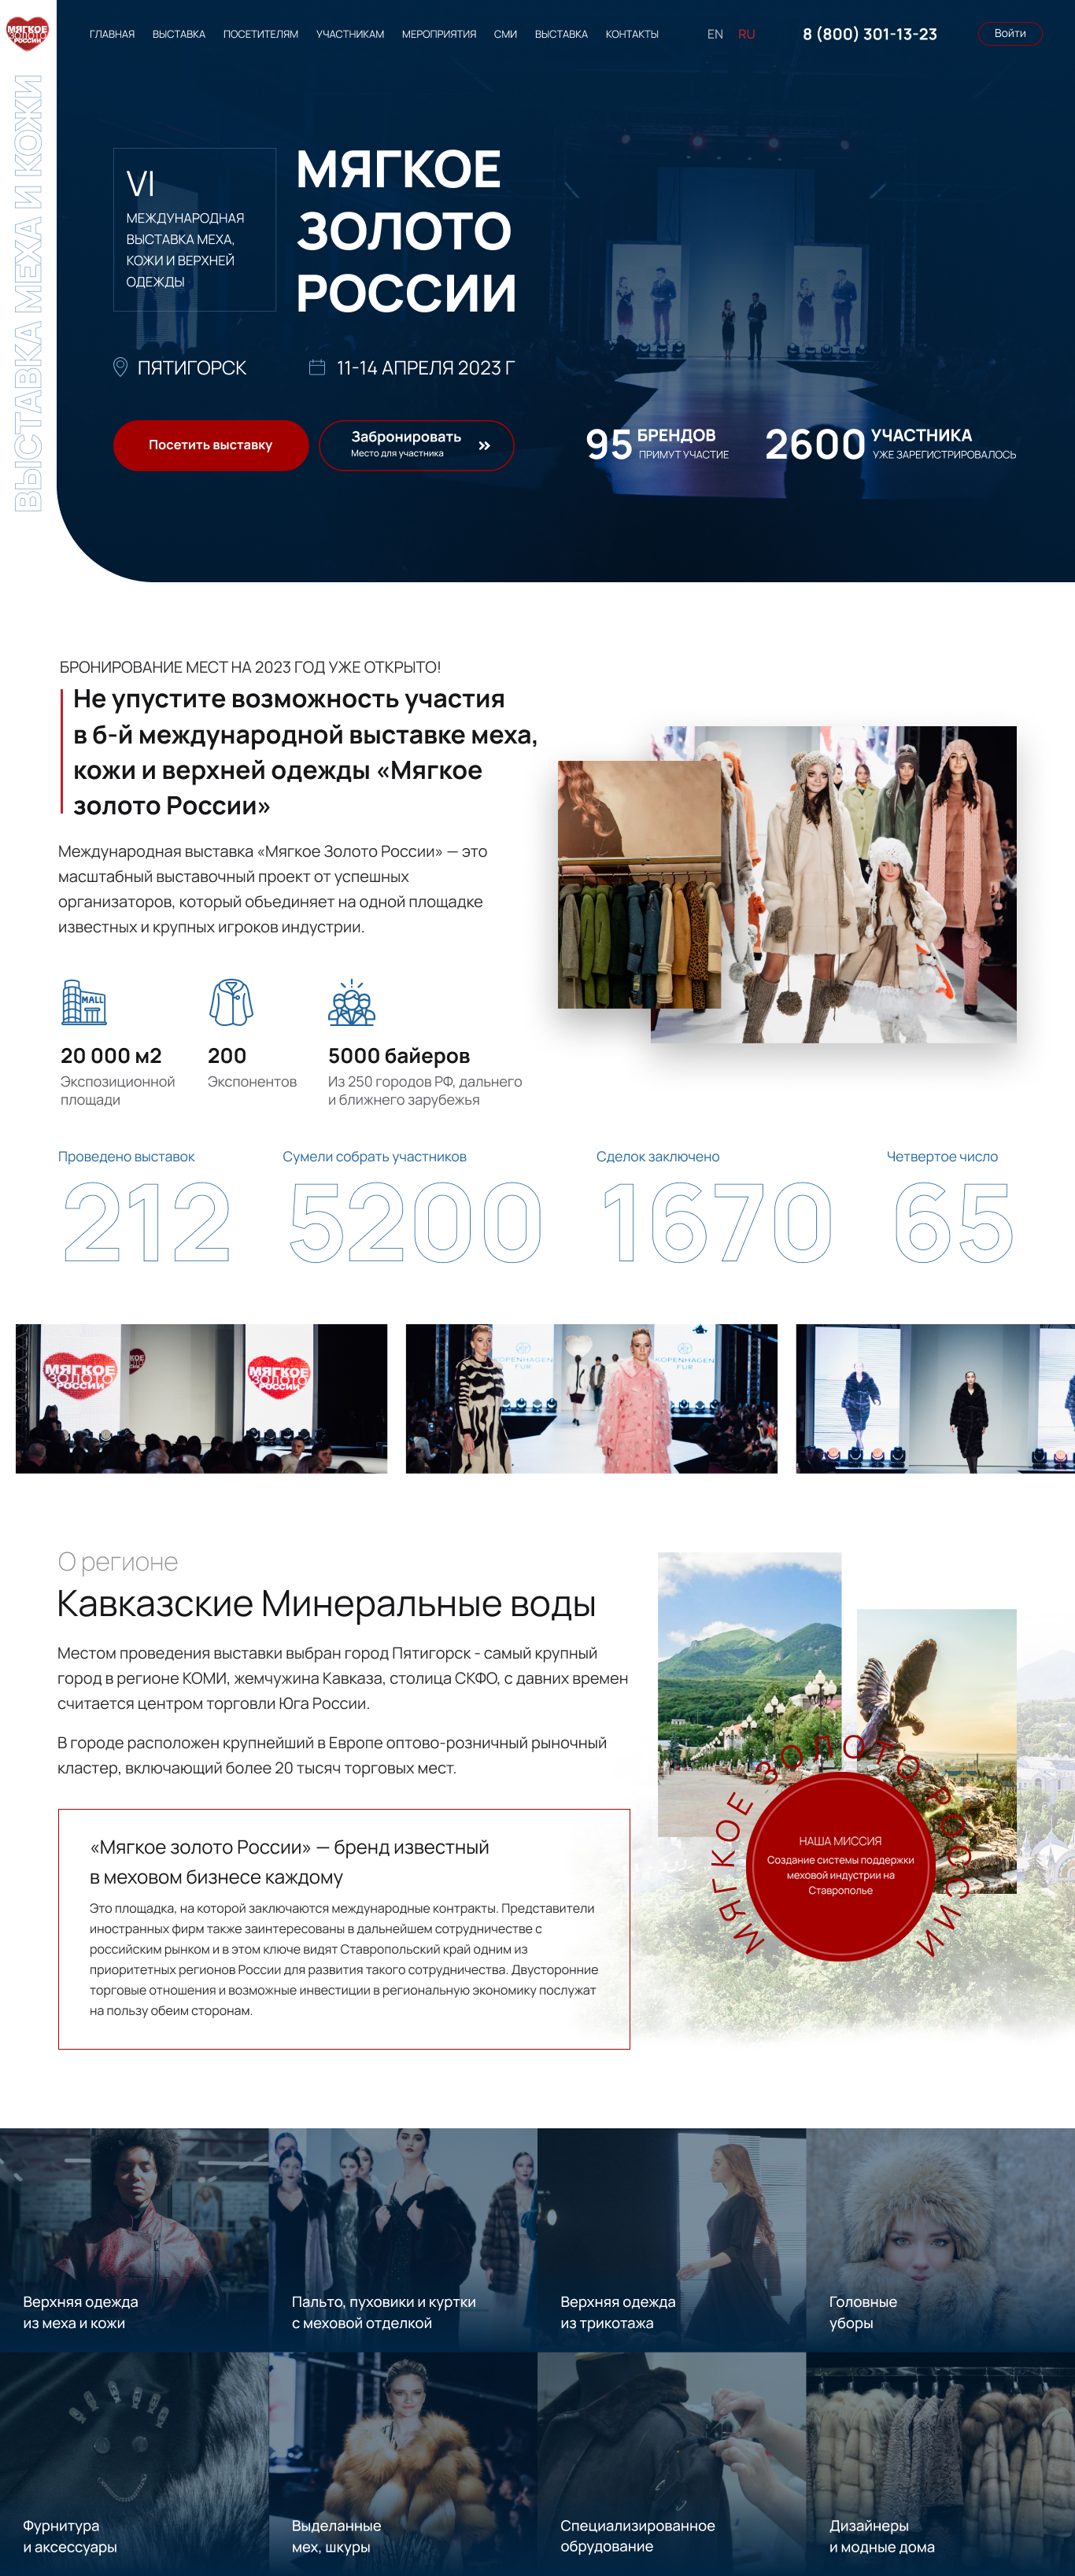 МЯГКОЕ
ЗОЛОТО
РОССИИ
ГЛАВНАЯ ВЫСТАВКА ПОСЕТИТЕЛЯМ УЧАСТНИКАМ МЕРОПРИЯТИЯ СМИ ВЫСТАВКА КОНТАКТЫ EN RU 8 (800) 301-13-23 Войти
ВЫСТАВКА МЕХА И КОЖИ
VI
МЕЖДУНАРОДНАЯ
ВЫСТАВКА МЕХА,
КОЖИ И ВЕРХНЕЙ
ОДЕЖДЫ
МЯГКОЕ
ЗОЛОТО
РОССИИ
ПЯТИГОРСК 11-14 АПРЕЛЯ 2023 Г
Посетить выставку
Забронировать
Место для участника
95 БРЕНДОВ
ПРИМУТ УЧАСТИЕ
2600 УЧАСТНИКА
УЖЕ ЗАРЕГИСТРИРОВАЛОСЬ
БРОНИРОВАНИЕ МЕСТ НА 2023 ГОД УЖЕ ОТКРЫТО!
Не упустите возможность участия
в 6-й международной выставке меха,
кожи и верхней одежды «Мягкое
золото России»
Международная выставка «Мягкое Золото России» — это
масштабный выставочный проект от успешных
организаторов, который объединяет на одной площадке
известных и крупных игроков индустрии.
MALL
20 000 м2
Экспозиционной
площади
200
Экспонентов
5000 байеров
Из 250 городов РФ, дальнего
и ближнего зарубежья
Проведено выставок
212
Сумели собрать участников
5200
Сделок заключено
1670
Четвертое число
65
МЯГКОЕ
ЗОЛОТО
РОССИИ
МЯГКОЕ
ЗОЛОТО
РОССИИ
KOPENHAGEN
FUR
KOPENHAGEN
FUR
О регионе
Кавказские Минеральные воды
Местом проведения выставки выбран город Пятигорск - самый крупный
город в регионе КОМИ, жемчужина Кавказа, столица СКФО, с давних времен
считается центром торговли Юга России.
В городе расположен крупнейший в Европе оптово-розничный рыночный
кластер, включающий более 20 тысяч торговых мест.
«Мягкое золото России» — бренд известный
в меховом бизнесе каждому
Это площадка, на которой заключаются международные контракты. Представители
иностранных фирм также заинтересованы в дальнейшем сотрудничестве с
российским рынком и в этом ключе видят Ставропольский край одним из
приоритетных регионов России для развития такого сотрудничества. Двусторонние
торговые отношения и возможные инвестиции в региональную экономику послужат
на пользу обеим сторонам.
МЯГКОЕ ЗОЛОТО РОССИИ
НАША МИССИЯ
Создание системы поддержки
меховой индустрии на
Ставрополье
Верхняя одежда
из меха и кожи
Пальто, пуховики и куртки
с меховой отделкой
Верхняя одежда
из трикотажа
Головные
уборы
Фурнитура
и аксессуары
Выделанные
мех, шкуры
Специализированное
обрудование
Дизайнеры
и модные дома